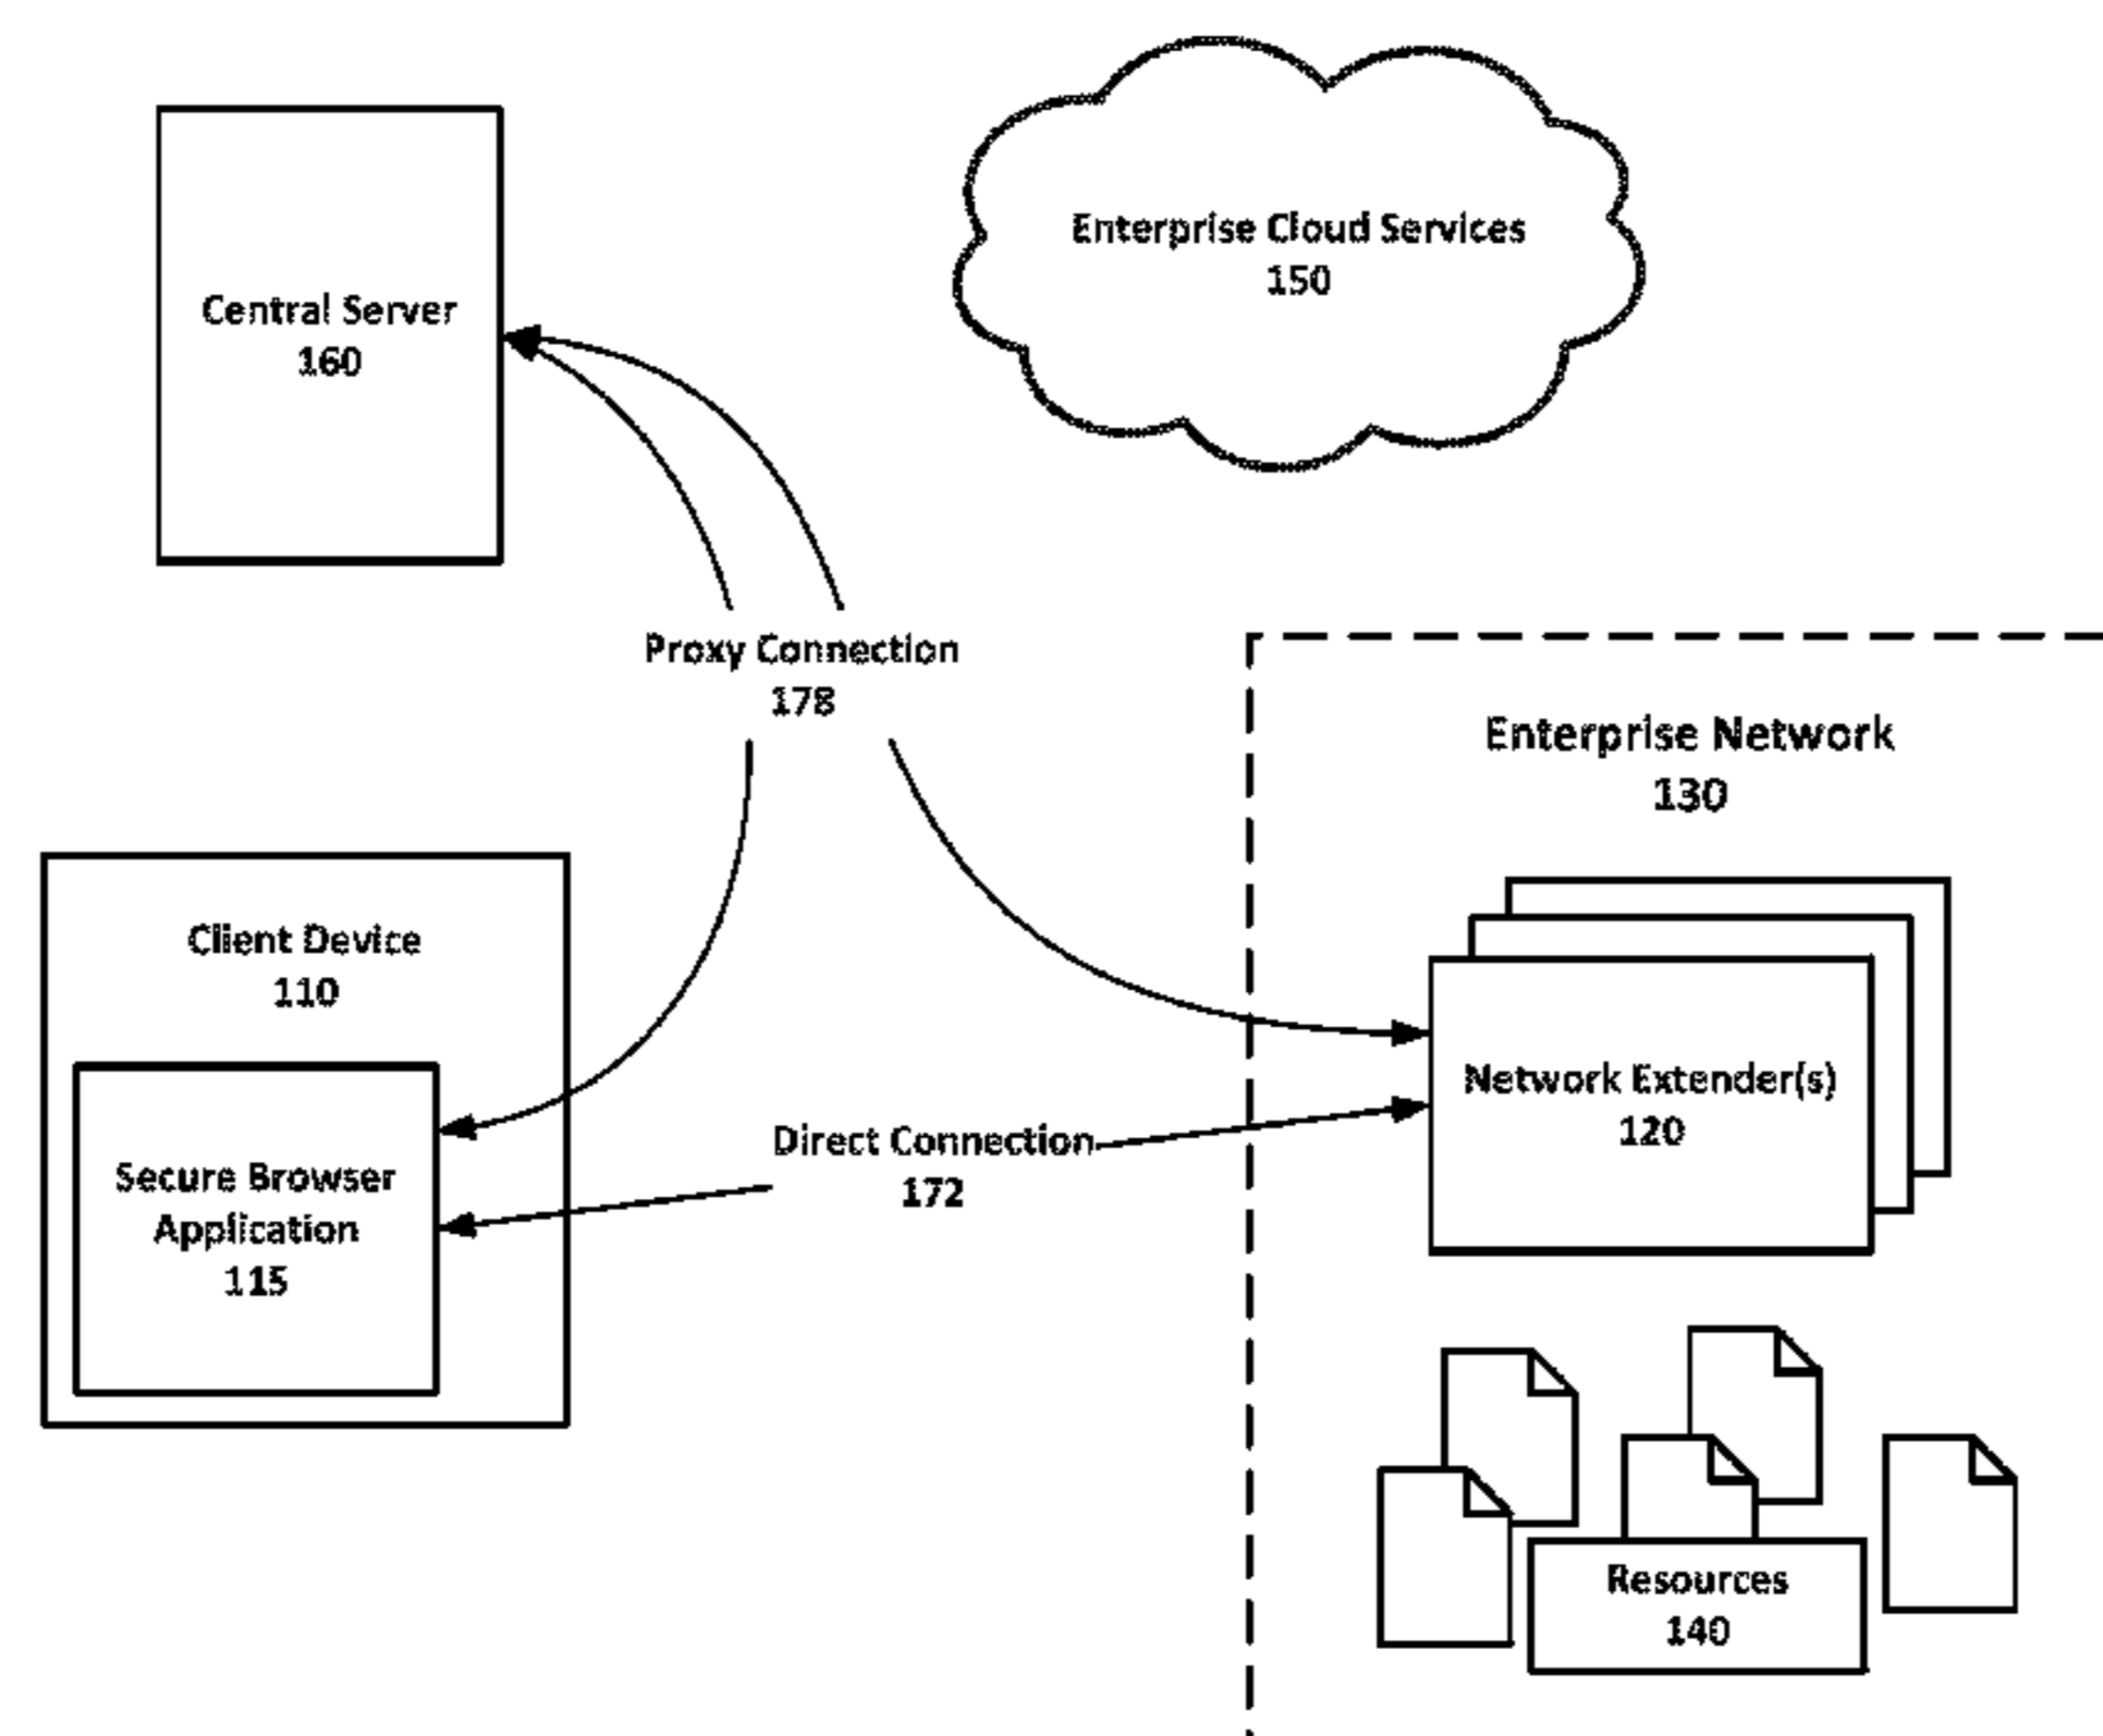 Enterprise Cloud Services
150
Central Server
160
Proxy Connection
178
Enterprise Network
130
Client Device
110
Network Extender(s)
120
Direct Connection
172
Secure Browser
Application
115
Resources
140